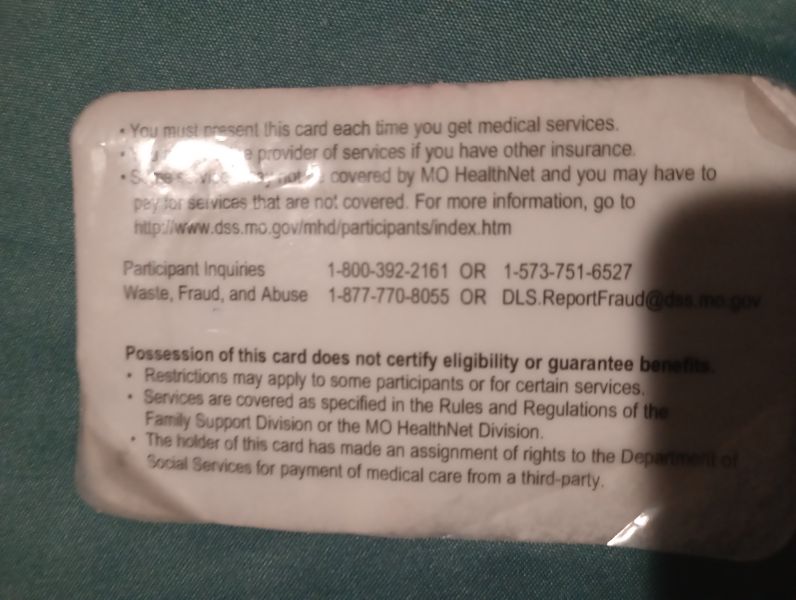 • You must present this card each time you get medical services.
• provider of services if you have other insurance.
• may not be covered by MO HealthNet and you may have to
pay for services that are not covered. For more information, go to
http://www.dss.mo.gov/mhd/participants/index.htm
Participant Inquiries 1-800-392-2161 OR 1-573-751-6527
Waste, Fraud, and Abuse 1-877-770-8055 OR DLS.ReportFraud@dss.mo.gov
Possession of this card does not certify eligibility or guarantee benefits.
• Restrictions may apply to some participants or for certain services.
• Services are covered as specified in the Rules and Regulations of the
Family Support Division or the MO HealthNet Division.
• The holder of this card has made an assignment of rights to the Department of
Social Services for payment of medical care from a third-party.